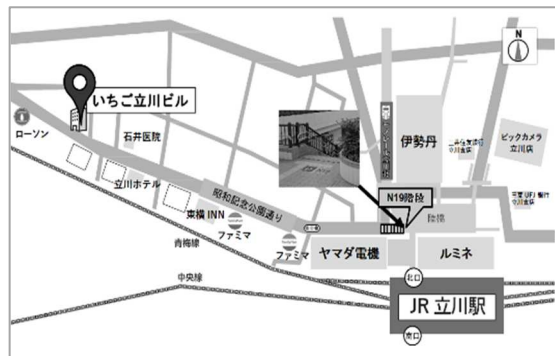 N
いちご立川ビル
ローソン
石井医院
立川ホテル
東横 INN
昭和記念公園通り
ファミマ
ファミマ
青梅線
中央線
伊勢丹
ビックカメラ
立川店
N19階段
ヤマダ電機
ルミネ
北口
JR 立川駅
南口